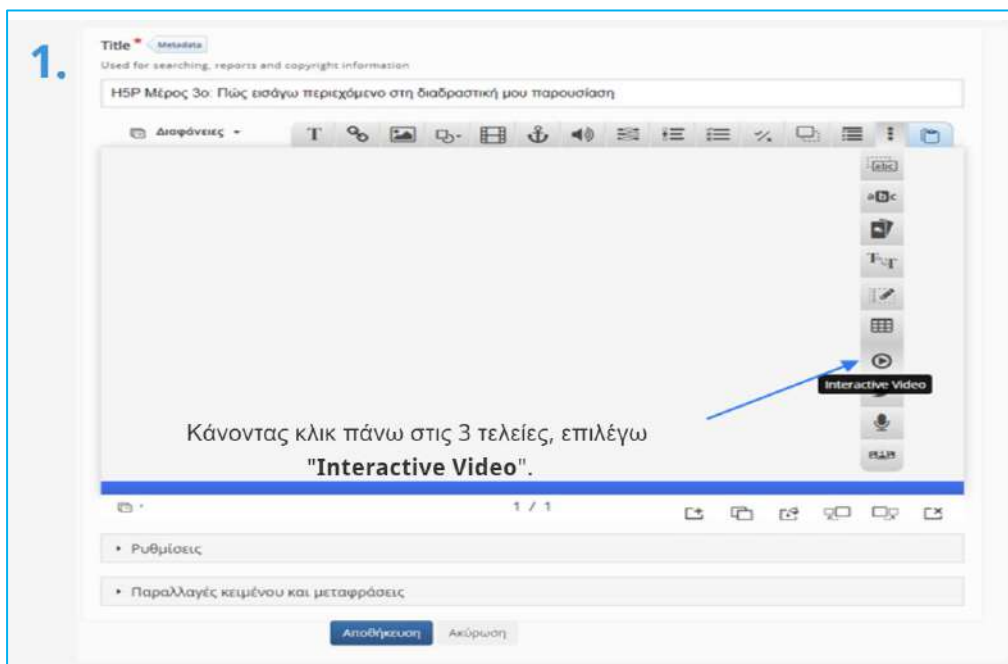 1.
Title * Metadata
Used for searching, reports and copyright information
H5P Μέρος 3ο: Πώς εισάγω περιεχόμενο στη διαδραστική μου παρουσίαση
Διαφάνειες
T
abc
abc
Interactive Video
Κάνοντας κλικ πάνω στις 3 τελείες, επιλέγω
"Interactive Video".
1 / 1
Ρυθμίσεις
Παραλλαγές κειμένου και μεταφράσεις
Αποθήκευση Ακύρωση